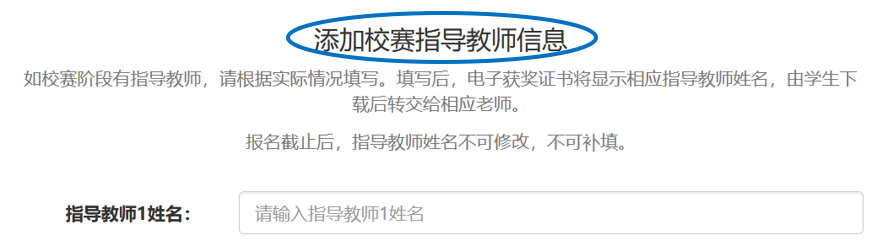 添加校赛指导教师信息
如校赛阶段有指导教师，请根据实际情况填写。填写后，电子获奖证书将显示相应指导教师姓名，由学生下
载后转交给相应老师。
报名截止后，指导教师姓名不可修改，不可补填。
指导教师1姓名：
请输入指导教师1姓名